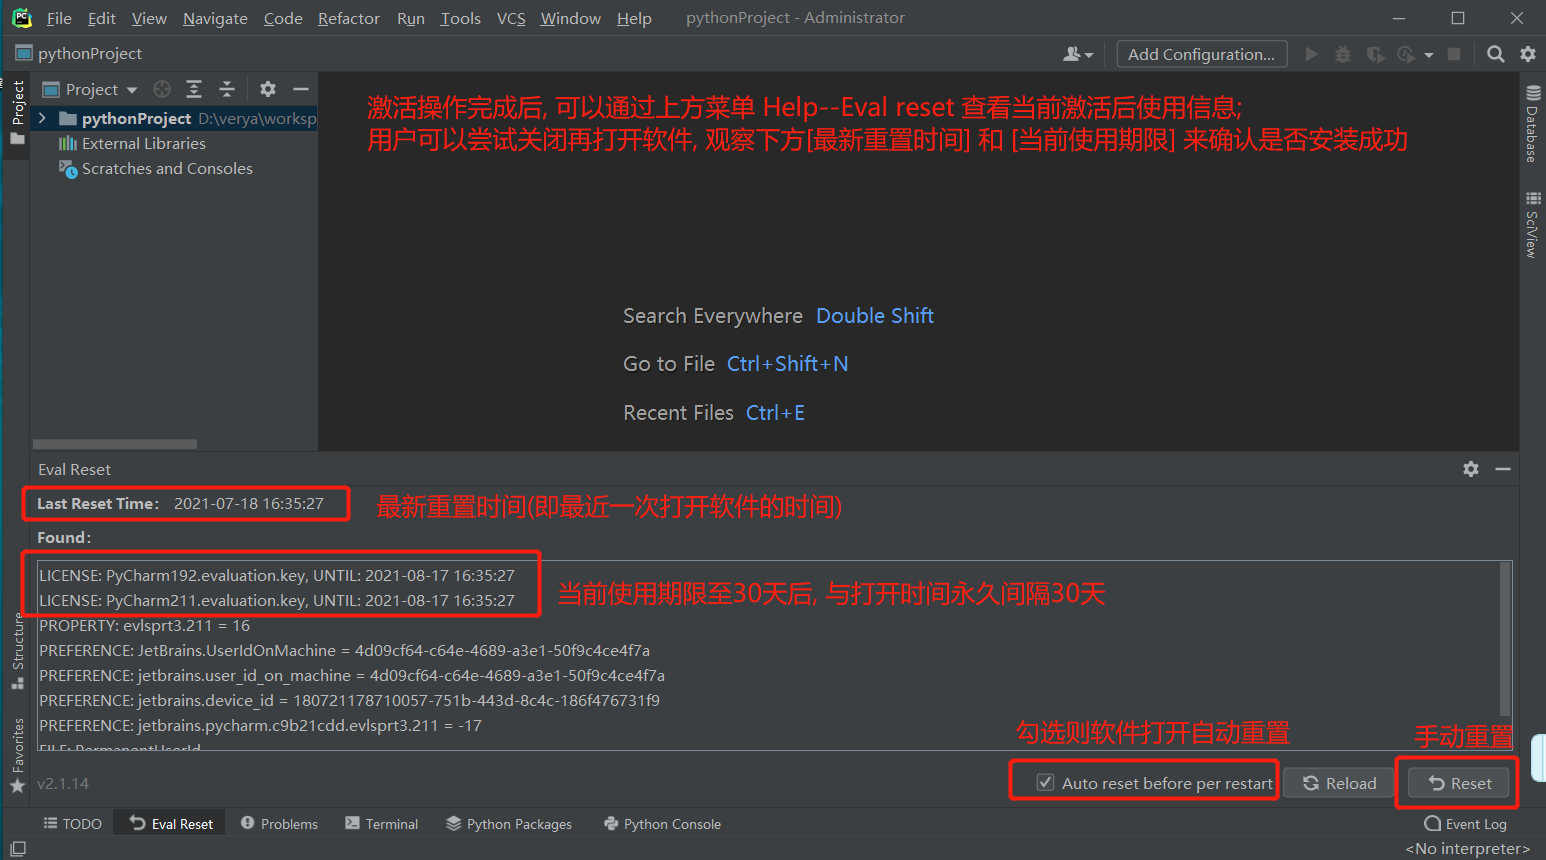 File Edit View Navigate Code Refactor Run Tools VCS Window Help pythonProject - Administrator
pythonProject
Add Configuration...
Project
Project
pythonProject D:\verya\worksp
External Libraries
Scratches and Consoles
激活操作完成后, 可以通过上方菜单 Help--Eval reset 查看当前激活后使用信息;
用户可以尝试关闭再打开软件, 观察下方[最新重置时间] 和 [当前使用期限] 来确认是否安装成功
Database
SciView
Search Everywhere Double Shift
Go to File Ctrl+Shift+N
Recent Files Ctrl+E
Eval Reset
Last Reset Time: 2021-07-18 16:35:27
最新重置时间(即最近一次打开软件的时间)
Found:
LICENSE: PyCharm192.evaluation.key, UNTIL: 2021-08-17 16:35:27
LICENSE: PyCharm211.evaluation.key, UNTIL: 2021-08-17 16:35:27
当前使用期限至30天后, 与打开时间永久间隔30天
PROPERTY: evlsprt3.211 = 16
PREFERENCE: JetBrains.UserIdOnMachine = 4d09cf64-c64e-4689-a3e1-50f9c4ce4f7a
PREFERENCE: jetbrains.user_id_on_machine = 4d09cf64-c64e-4689-a3e1-50f9c4ce4f7a
PREFERENCE: jetbrains.device_id = 180721178710057-751b-443d-8c4c-186f476731f9
PREFERENCE: jetbrains.pycharm.c9b21cdd.evlsprt3.211 = -17
FILE: PermanentUserId
Structure
Favorites
勾选则软件打开自动重置
手动重置
v2.1.14
Auto reset before per restart
Reload
Reset
TODO
Eval Reset
Problems
Terminal
Python Packages
Python Console
Event Log
<No interpreter>